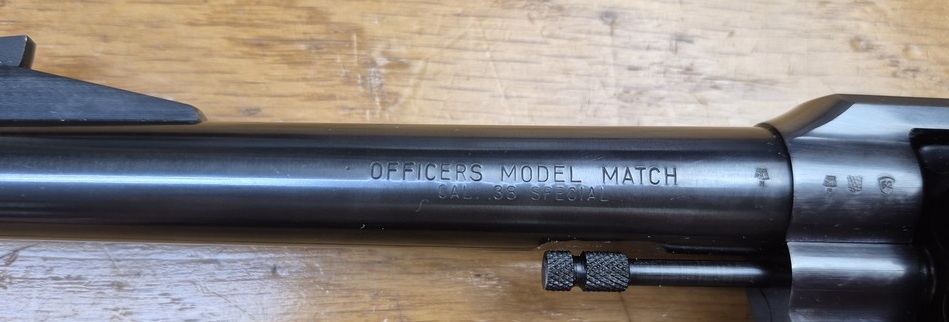 OFFICERS MODEL MATCH
CAL. .38 SPECIAL